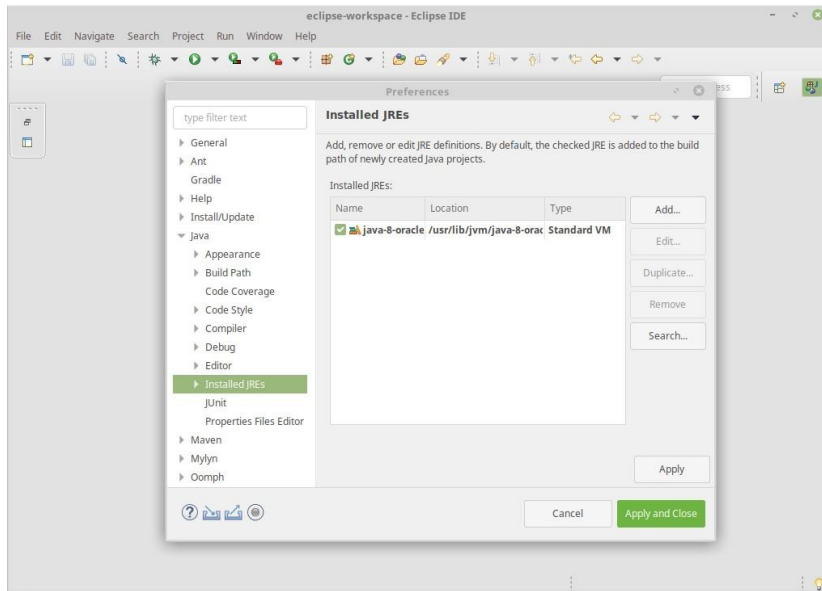 eclipse-workspace - Eclipse IDE
File Edit Navigate Search Project Run Window Help
Preferences
type filter text
General
Ant
Gradle
Help
Install/Update
Java
Appearance
Build Path
Code Coverage
Code Style
Compiler
Debug
Editor
Installed JREs
JUnit
Properties Files Editor
Maven
Mylyn
Oomph
Installed JREs
Add, remove or edit JRE definitions. By default, the checked JRE is added to the build
path of newly created Java projects.
Installed JREs:
Name Location Type
java-8-oracle /usr/lib/jvm/java-8-orac Standard VM
Add...
Edit...
Duplicate...
Remove
Search...
Apply
Cancel Apply and Close